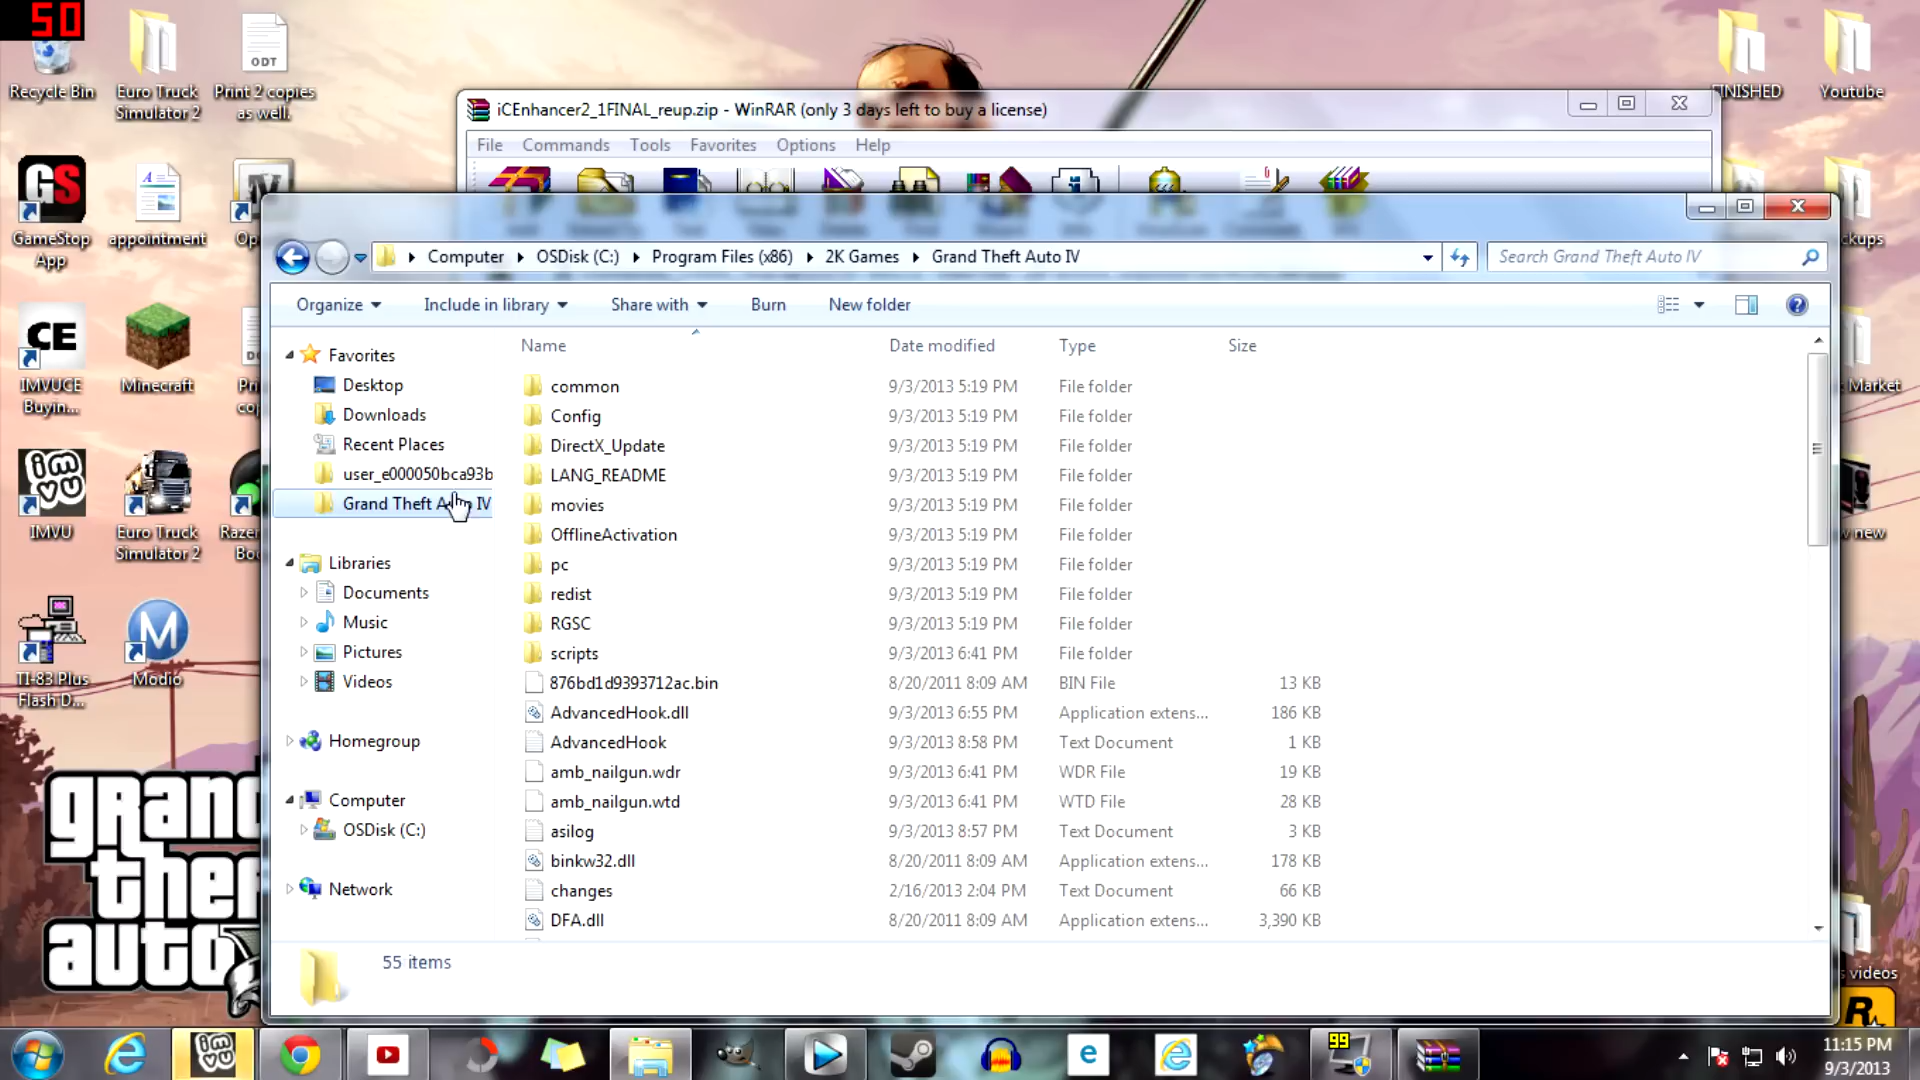 50
Recycle Bin
Euro Truck
Simulator 2
ODT
Print 2 copies
as well.
FINISHED
Youtube
iCEnhancer2_1FINAL_reup.zip - WinRAR (only 3 days left to buy a license)
File Commands Tools Favorites Options Help
GS
GameStop
App
appointment
Op
ckups
Computer OSDisk (C:) Program Files (x86) 2K Games Grand Theft Auto IV
Search Grand Theft Auto IV
Organize Include in library Share with Burn New folder
Name Date modified Type Size
Favorites
Desktop
Downloads
Recent Places
user_e000050bca93b
Grand Theft Auto IV
Libraries
Documents
Music
Pictures
Videos
Homegroup
Computer
OSDisk (C:)
Network
common 9/3/2013 5:19 PM File folder
Config 9/3/2013 5:19 PM File folder
DirectX_Update 9/3/2013 5:19 PM File folder
LANG_README 9/3/2013 5:19 PM File folder
movies 9/3/2013 5:19 PM File folder
OfflineActivation 9/3/2013 5:19 PM File folder
pc 9/3/2013 5:19 PM File folder
redist 9/3/2013 5:19 PM File folder
RGSC 9/3/2013 5:19 PM File folder
scripts 9/3/2013 6:41 PM File folder
876bd1d9393712ac.bin 8/20/2011 8:09 AM BIN File 13 KB
AdvancedHook.dll 9/3/2013 6:55 PM Application extens... 186 KB
AdvancedHook 9/3/2013 8:58 PM Text Document 1 KB
amb_nailgun.wdr 9/3/2013 6:41 PM WDR File 19 KB
amb_nailgun.wtd 9/3/2013 6:41 PM WTD File 28 KB
asilog 9/3/2013 8:57 PM Text Document 3 KB
binkw32.dll 8/20/2011 8:09 AM Application extens... 178 KB
changes 2/16/2013 2:04 PM Text Document 66 KB
DFA.dll 8/20/2011 8:09 AM Application extens... 3,390 KB
55 items
CE
IMVUCE
Buying...
Minecraft
Pri
cop
Market
imvu
IMVU
Euro Truck
Simulator 2
Razer
Bo
new
TI-83 Plus
Flash D...
M
Modio
grand
thef
auto
V
videos
R
imvu
99
11:15 PM
9/3/2013